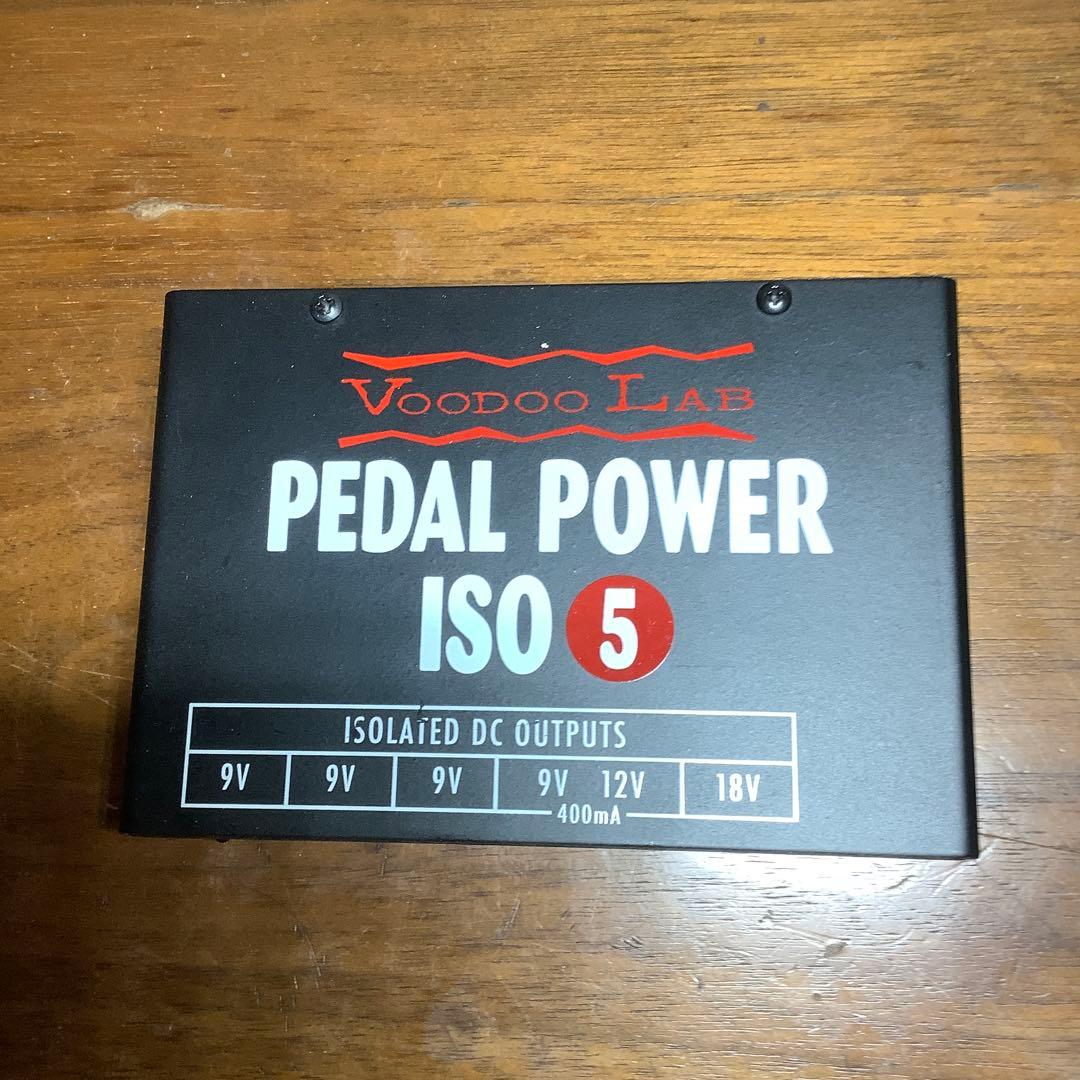 VOODOO LAB
PEDAL POWER
ISO 5
ISOLATED DC OUTPUTS
9V 9V 9V 9V 12V 18V
400mA